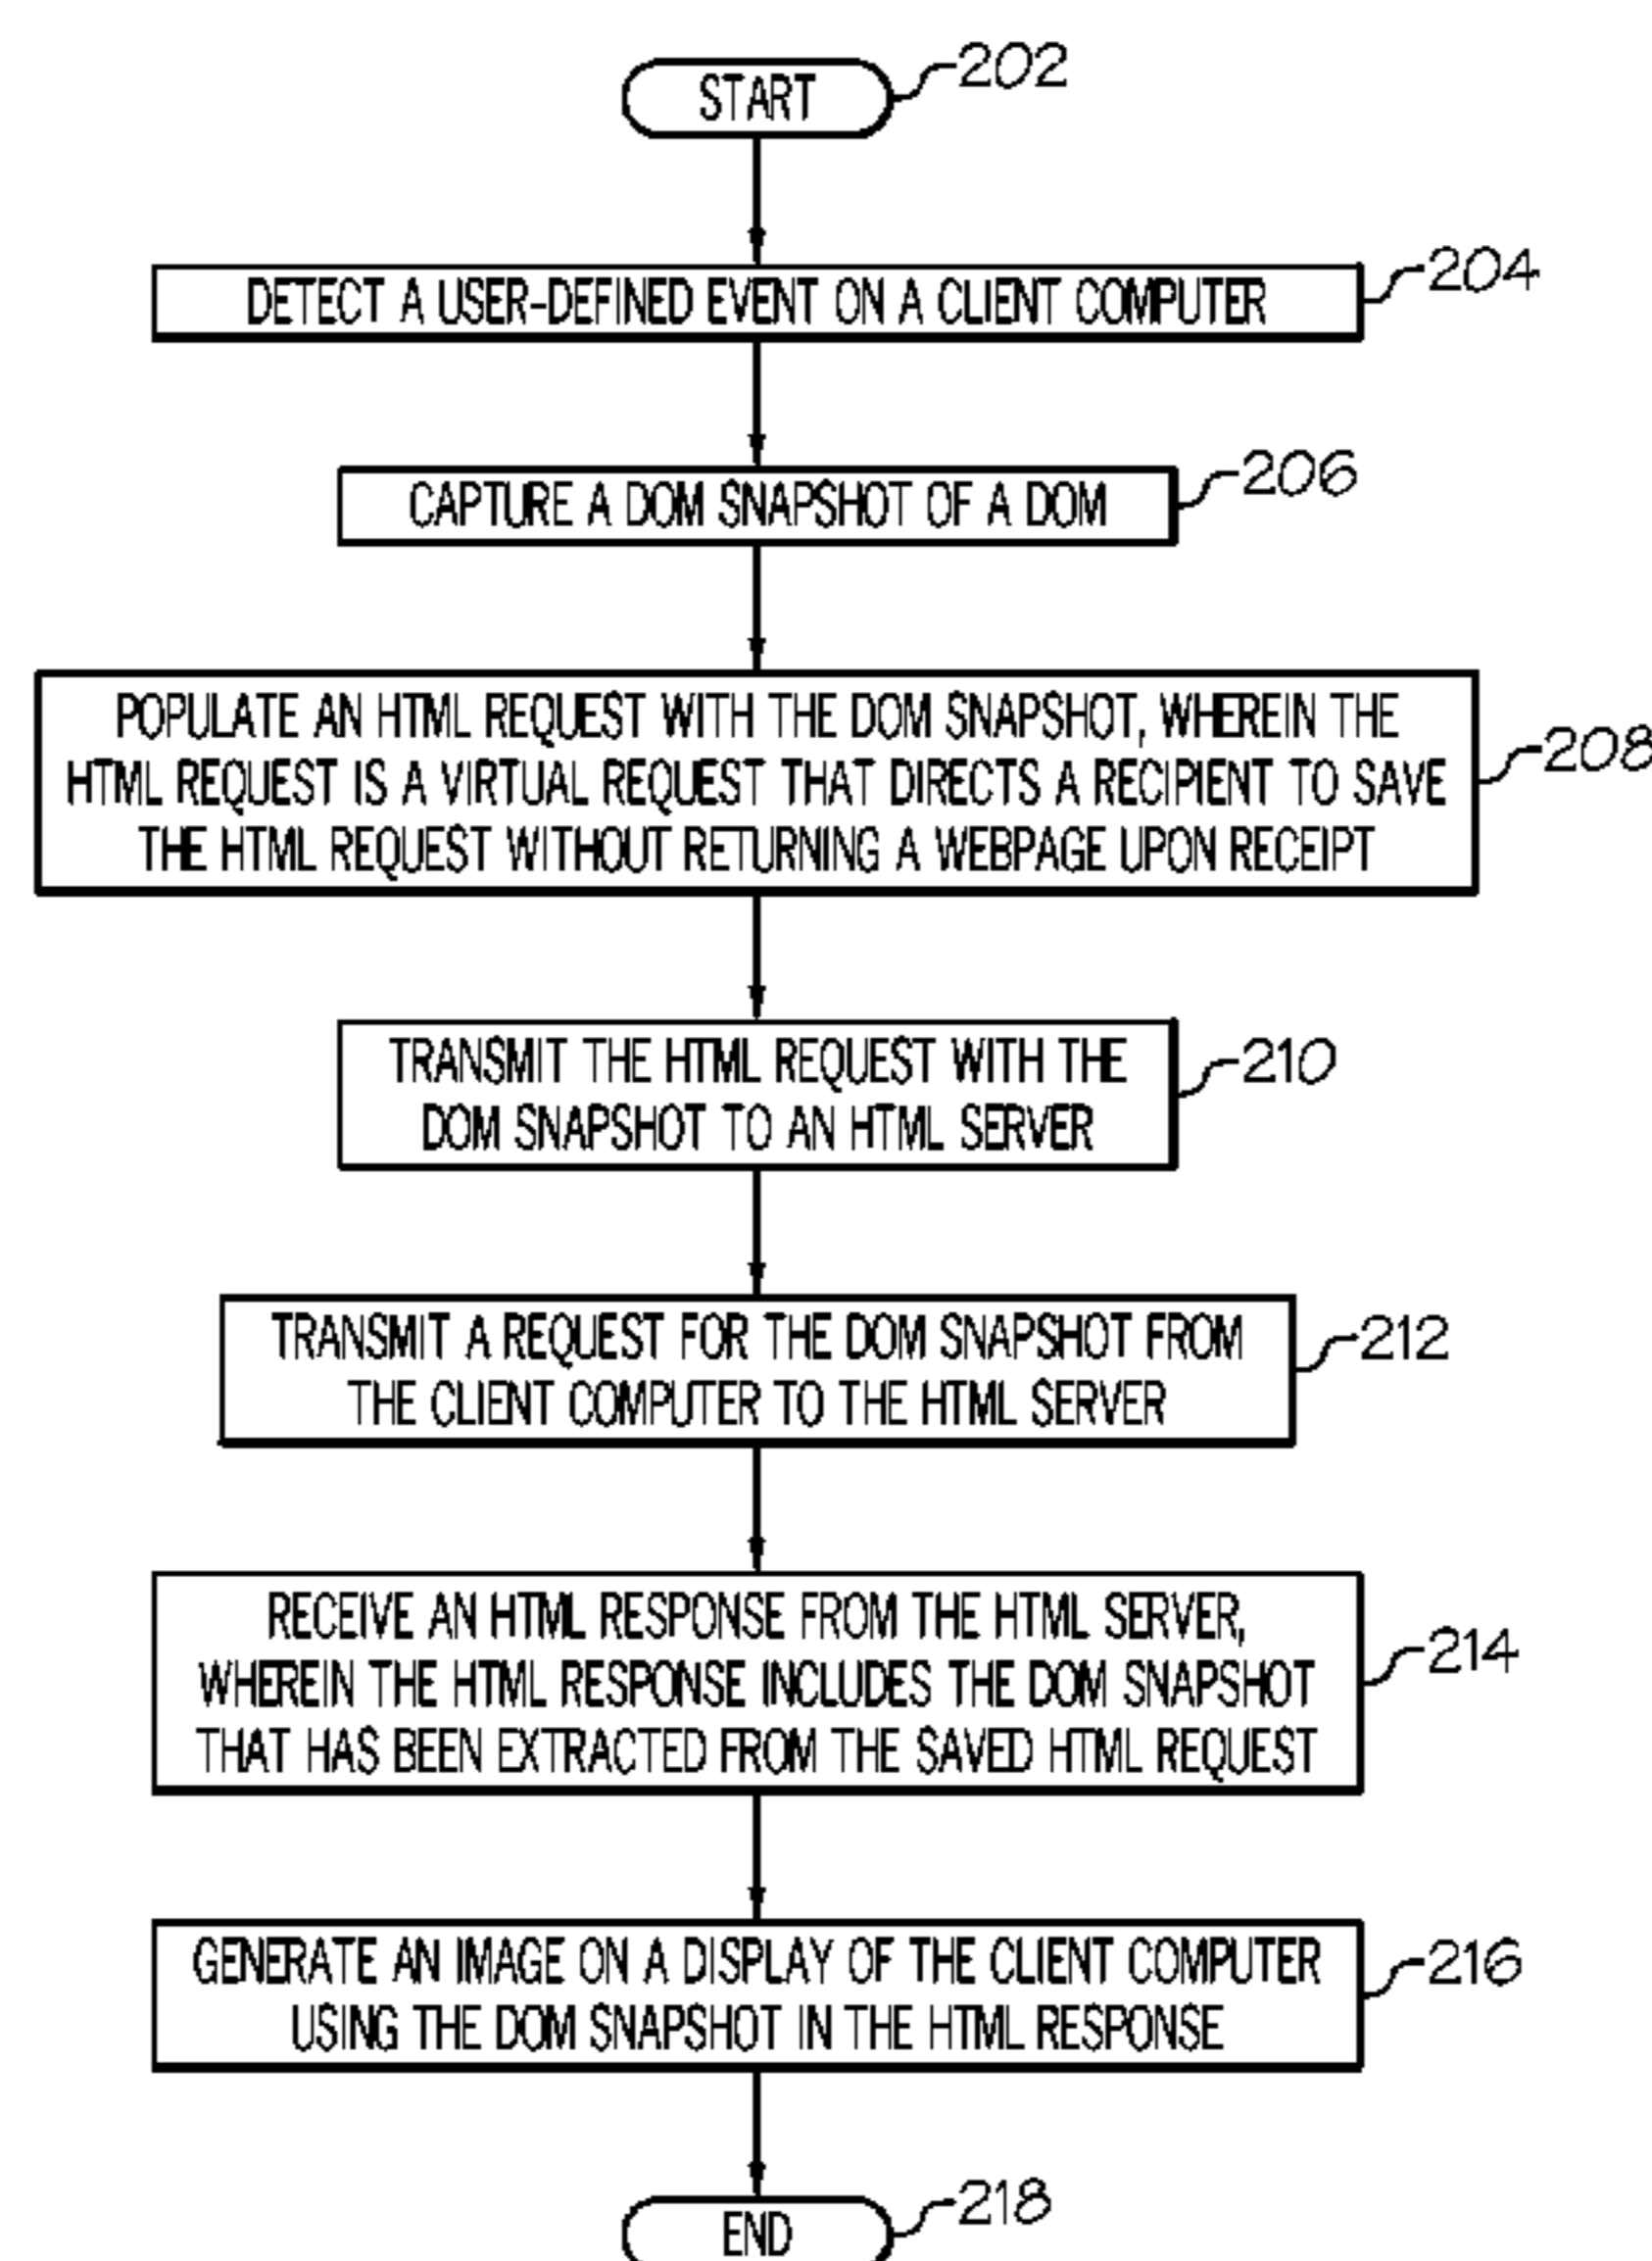 START
202
DETECT A USER-DEFINED EVENT ON A CLIENT COMPUTER
204
CAPTURE A DOM SNAPSHOT OF A DOM
206
POPULATE AN HTML REQUEST WITH THE DOM SNAPSHOT, WHEREIN THE
HTML REQUEST IS A VIRTUAL REQUEST THAT DIRECTS A RECIPIENT TO SAVE
THE HTML REQUEST WITHOUT RETURNING A WEBPAGE UPON RECEIPT
208
TRANSMIT THE HTML REQUEST WITH THE
DOM SNAPSHOT TO AN HTML SERVER
210
TRANSMIT A REQUEST FOR THE DOM SNAPSHOT FROM
THE CLIENT COMPUTER TO THE HTML SERVER
212
RECEIVE AN HTML RESPONSE FROM THE HTML SERVER,
WHEREIN THE HTML RESPONSE INCLUDES THE DOM SNAPSHOT
THAT HAS BEEN EXTRACTED FROM THE SAVED HTML REQUEST
214
GENERATE AN IMAGE ON A DISPLAY OF THE CLIENT COMPUTER
USING THE DOM SNAPSHOT IN THE HTML RESPONSE
216
END
218